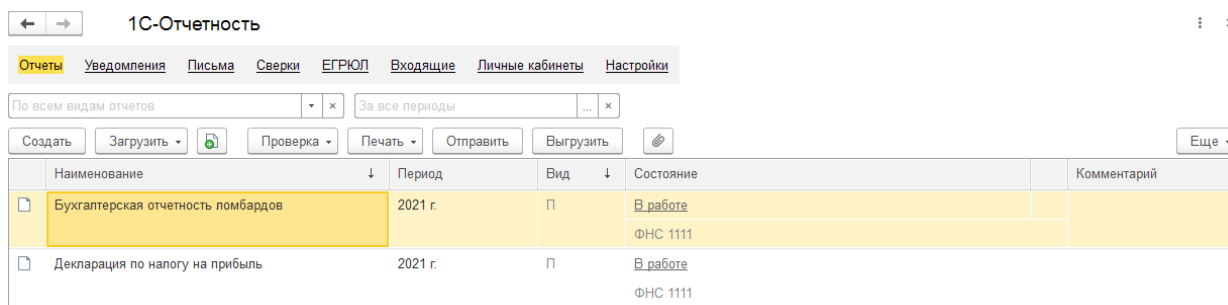 1С-Отчетность
Отчеты Уведомления Письма Сверки ЕГРЮЛ Входящие Личные кабинеты Настройки
По всем видам отчетов За все периоды ...
Создать Загрузить Проверка Печать Отправить Выгрузить Еще
Наименование ↓ Период Вид ↓ Состояние Комментарий
Бухгалтерская отчетность ломбардов 2021 г. П В работе
ФНС 1111
Декларация по налогу на прибыль 2021 г. П В работе
ФНС 1111